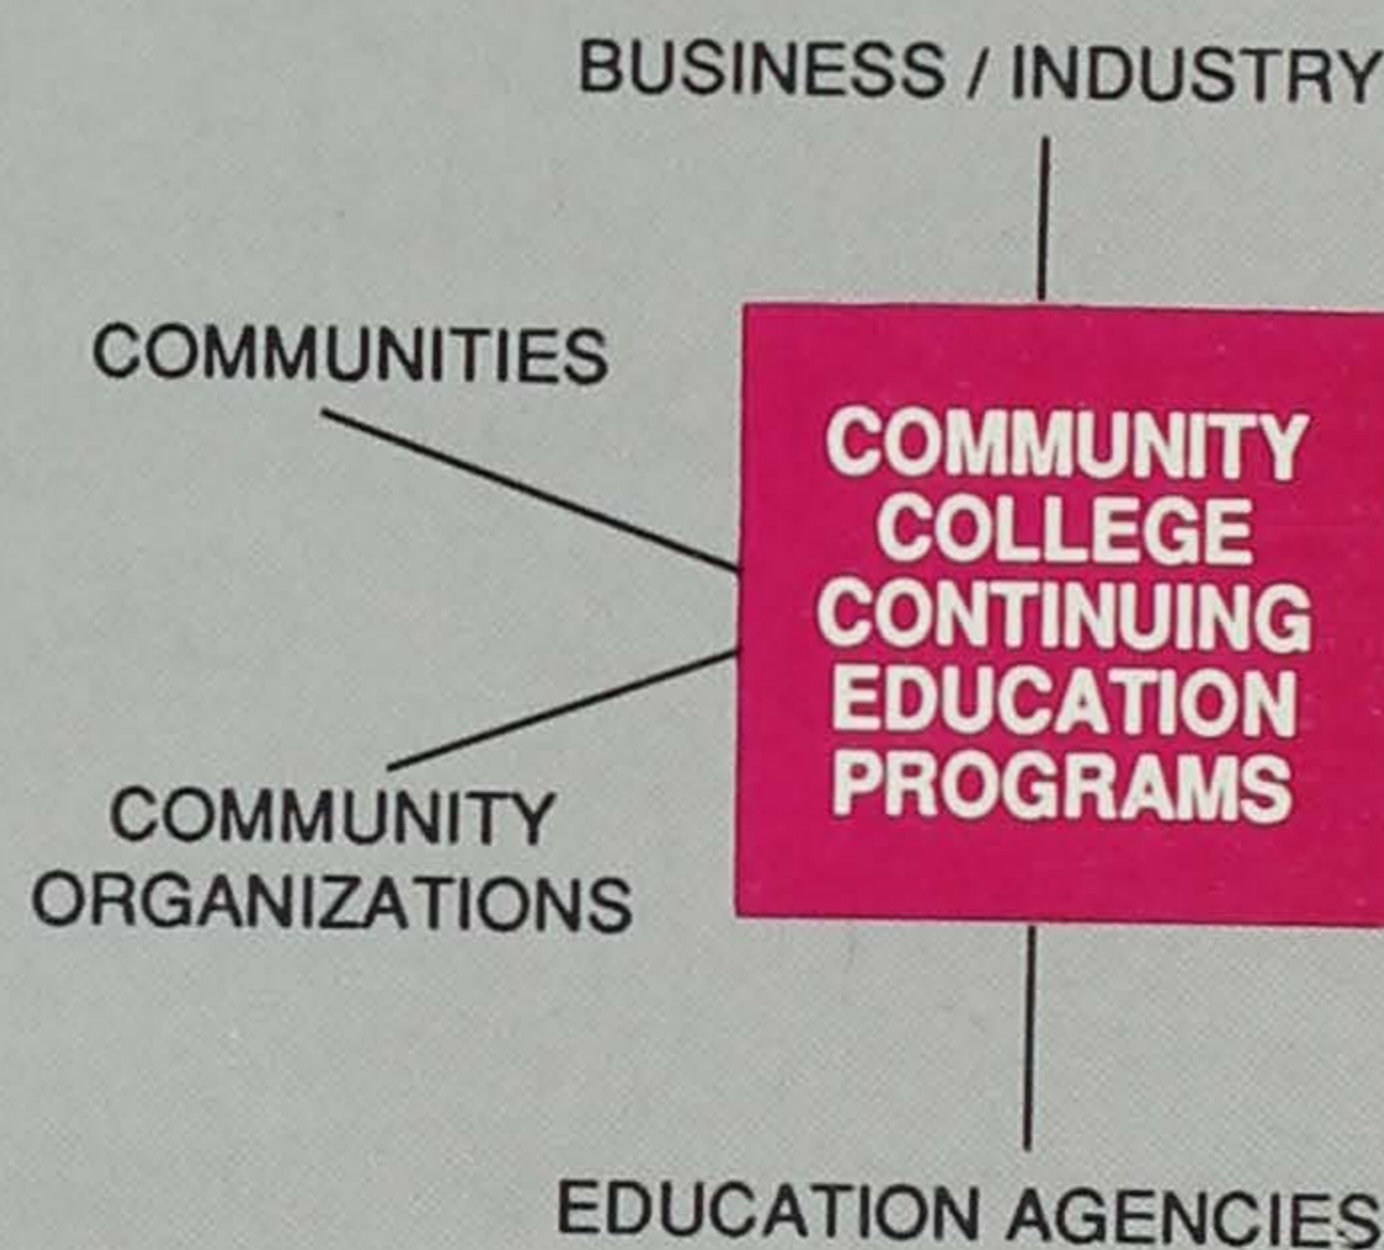 BUSINESS / INDUSTRY
COMMUNITIES
COMMUNITY
COLLEGE
CONTINUING
EDUCATION
PROGRAMS
COMMUNITY
ORGANIZATIONS
EDUCATION AGENCIES